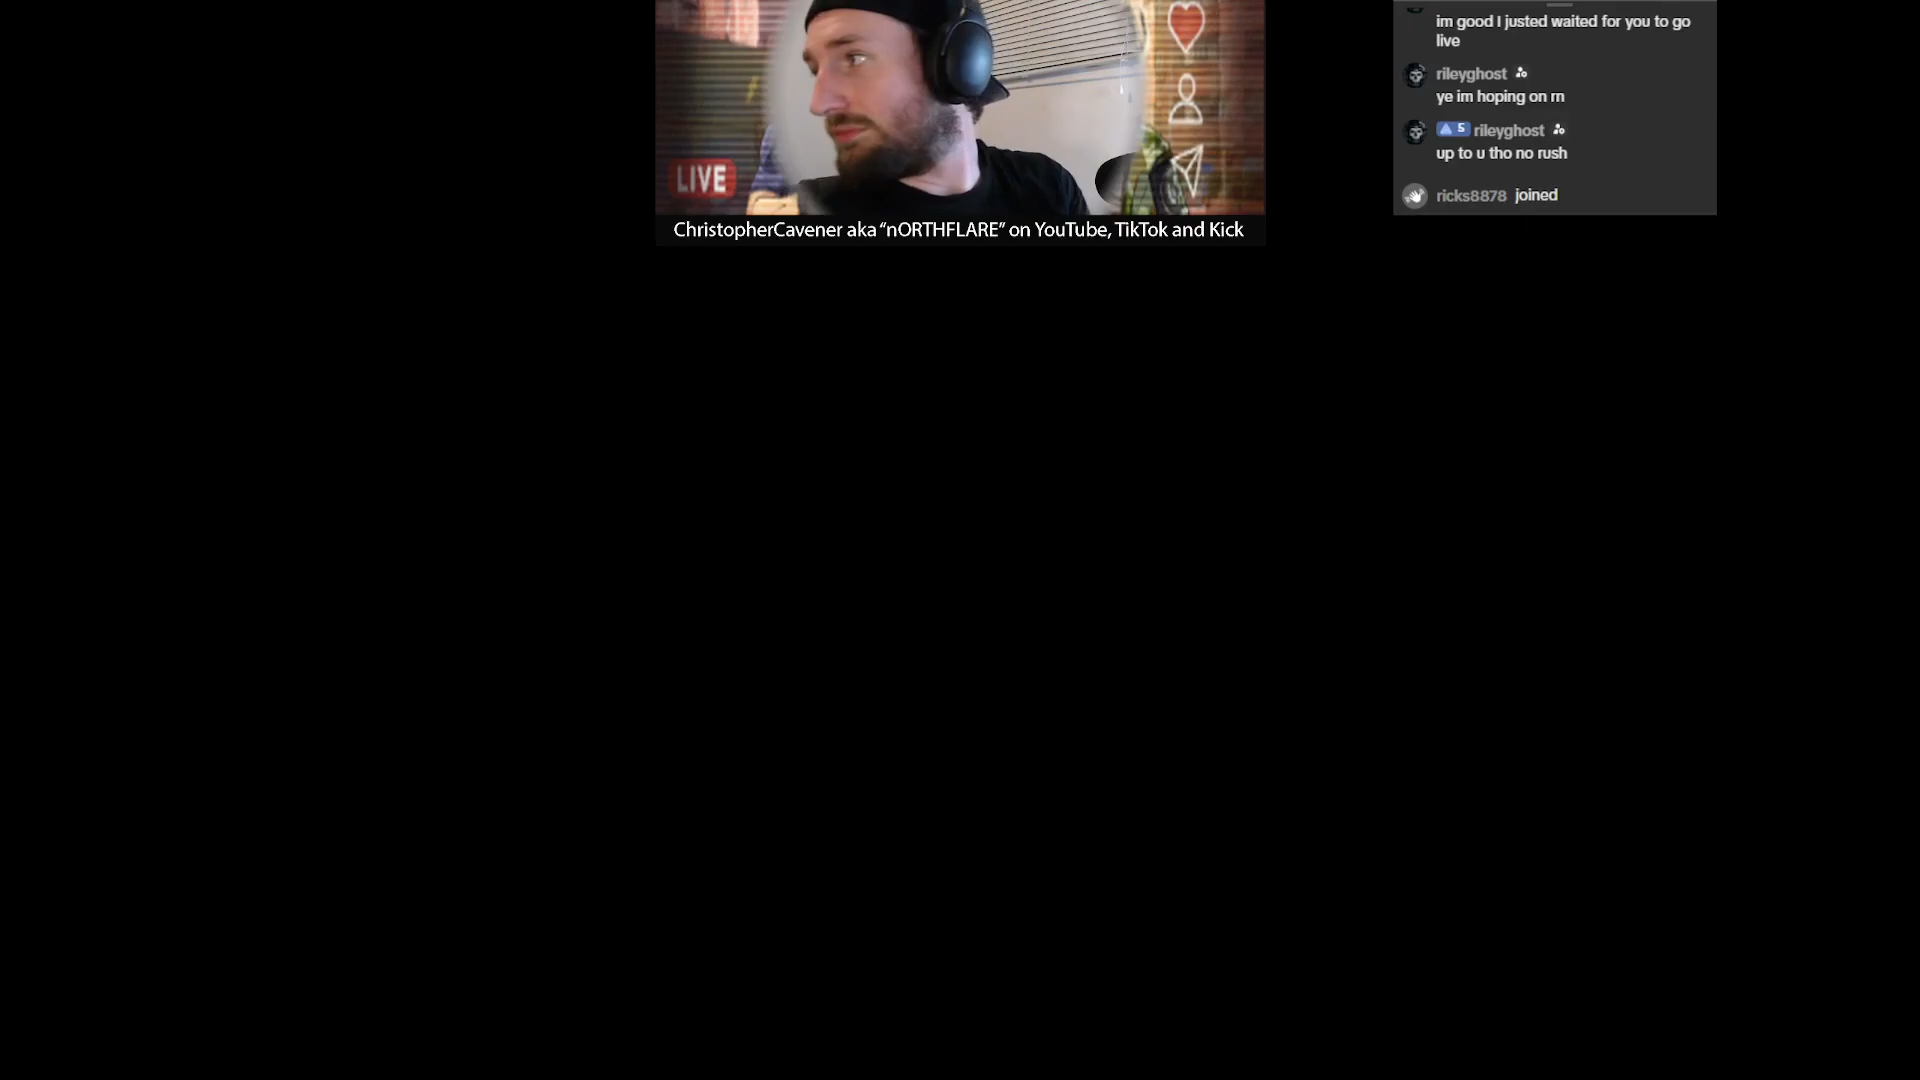 LIVE
ChristopherCavener aka “nORTHFLARE” on YouTube, TikTok and Kick
im good I justed waited for you to go
live
rileyghost
ye im hoping on rn
5 rileyghost
up to u tho no rush
ricks8878 joined